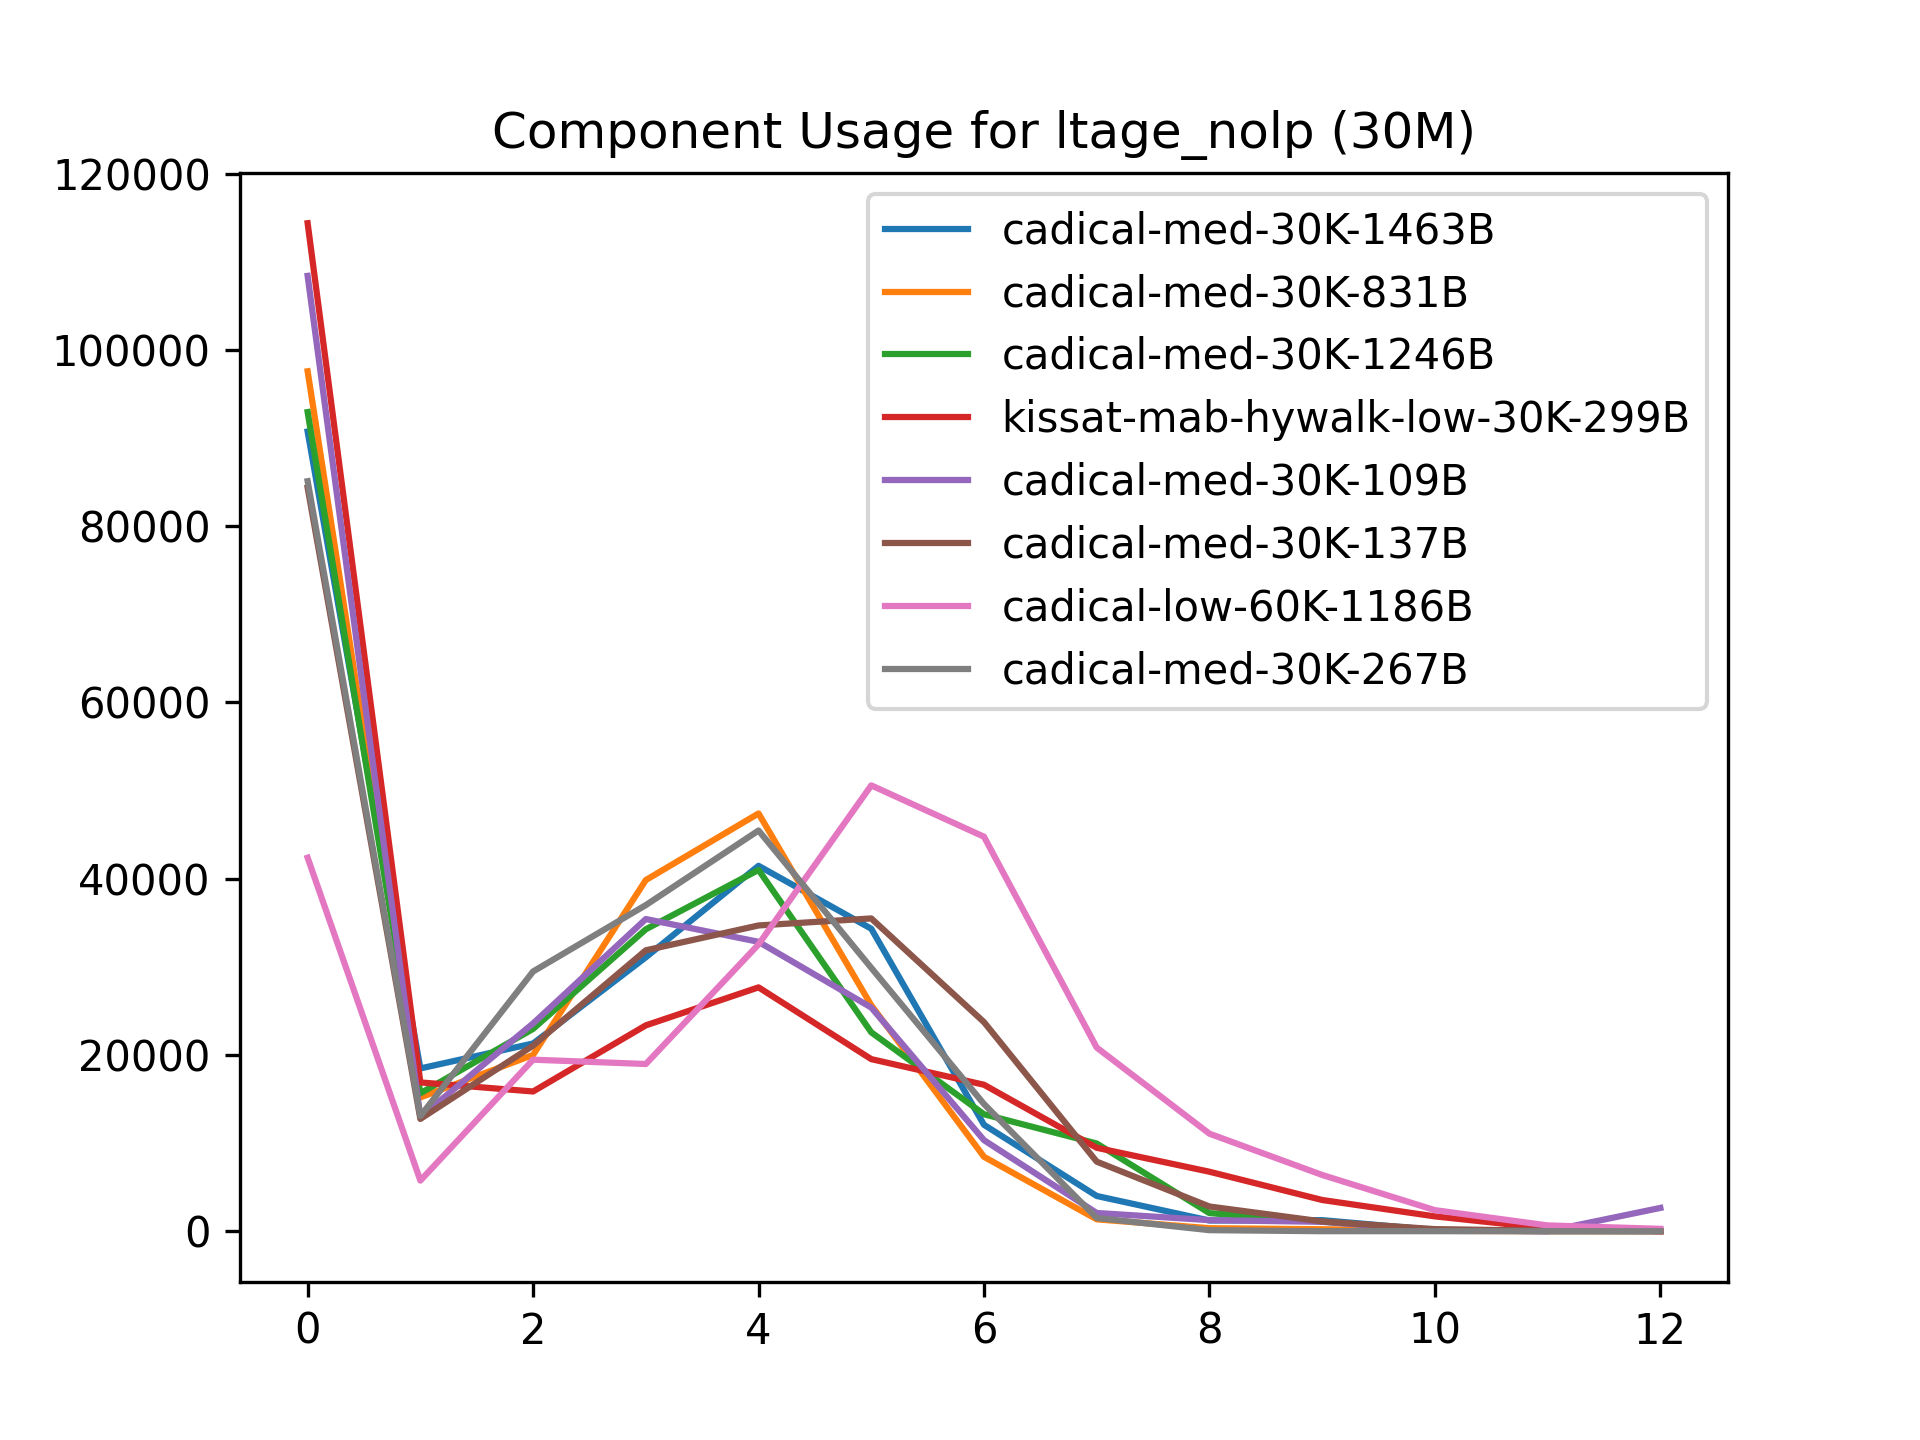 Component Usage for ltage_nolp (30M)
120000
100000
80000
60000
40000
20000
0
cadical-med-30K-1463B
cadical-med-30K-831B
cadical-med-30K-1246B
kissat-mab-hywalk-low-30K-299B
cadical-med-30K-109B
cadical-med-30K-137B
cadical-low-60K-1186B
cadical-med-30K-267B
0 2 4 6 8 10 12